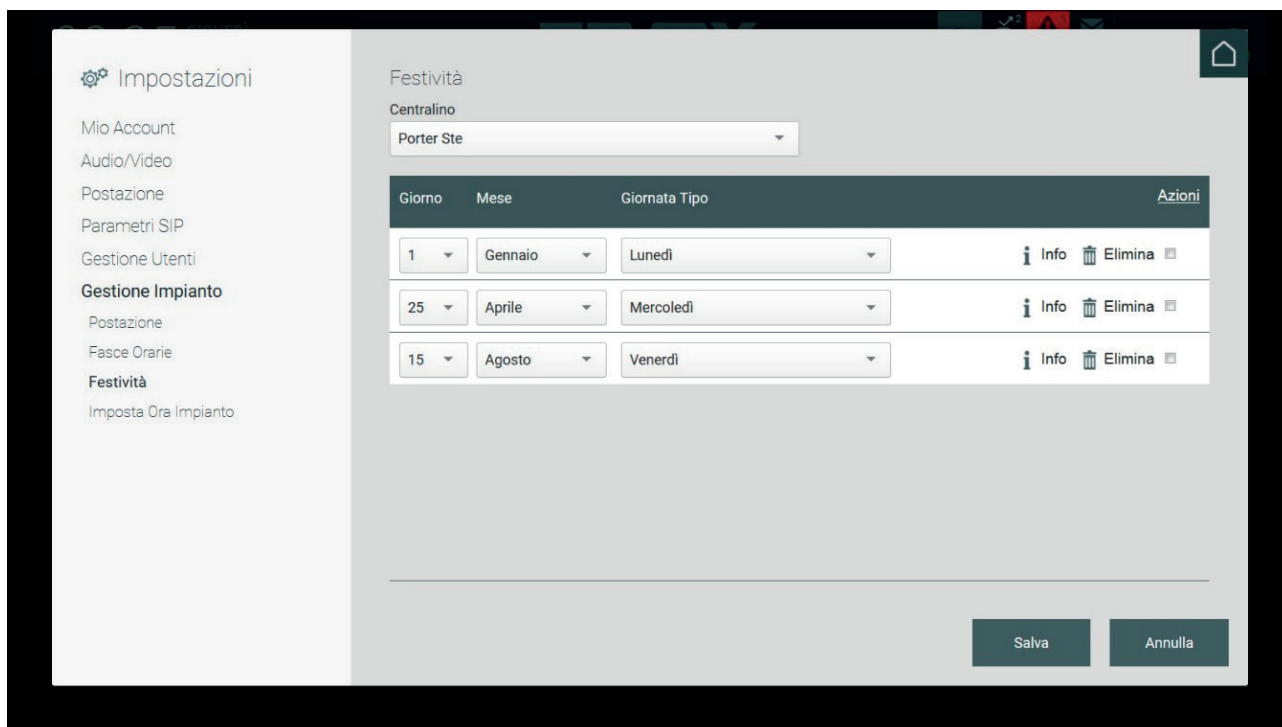 Impostazioni
Mio Account
Audio/Video
Postazione
Parametri SIP
Gestione Utenti
Gestione Impianto
Postazione
Fasce Orarie
Festività
Imposta Ora Impianto
Festività
Centralino
Porter Ste
Giorno Mese Giornata Tipo Azioni
1 Gennaio Lunedì Info Elimina
25 Aprile Mercoledì Info Elimina
15 Agosto Venerdì Info Elimina
Salva Annulla